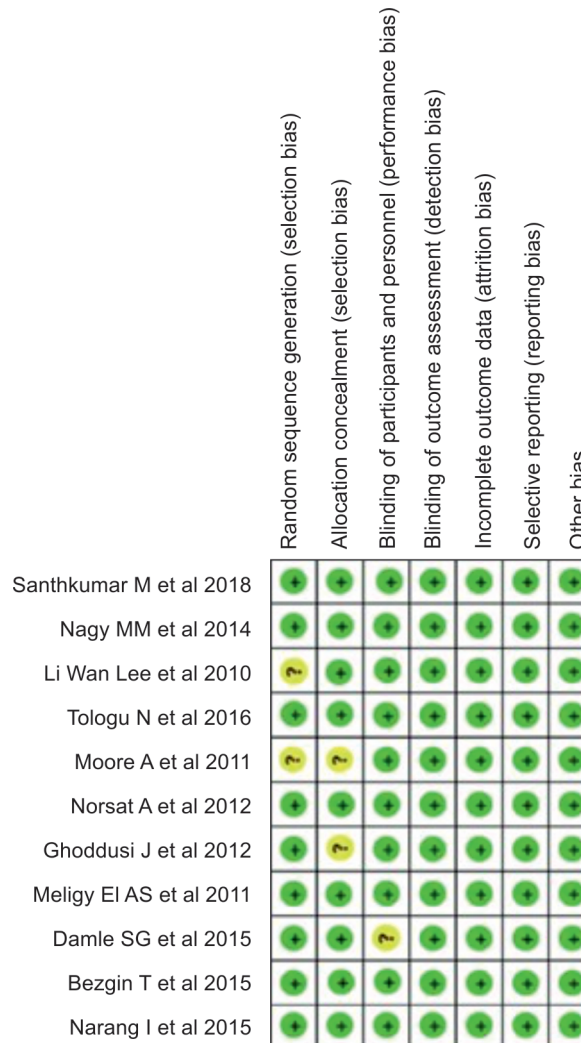 Random sequence generation (selection bias)
Allocation concealment (selection bias)
Blinding of participants and personnel (performance bias)
Blinding of outcome assessment (detection bias)
Incomplete outcome data (attrition bias)
Selective reporting (reporting bias)
Other bias
Santhkumar M et al 2018 + + + + + + +
Nagy MM et al 2014 + + + + + + +
Li Wan Lee et al 2010 ? + + + + + +
Tologu N et al 2016 + + + + + + +
Moore A et al 2011 ? ? + + + + +
Norsat A et al 2012 + + + + + + +
Ghoddusi J et al 2012 + ? + + + + +
Meligy El AS et al 2011 + + + + + + +
Damle SG et al 2015 + + ? + + + +
Bezgin T et al 2015 + + + + + + +
Narang I et al 2015 + + + + + + +